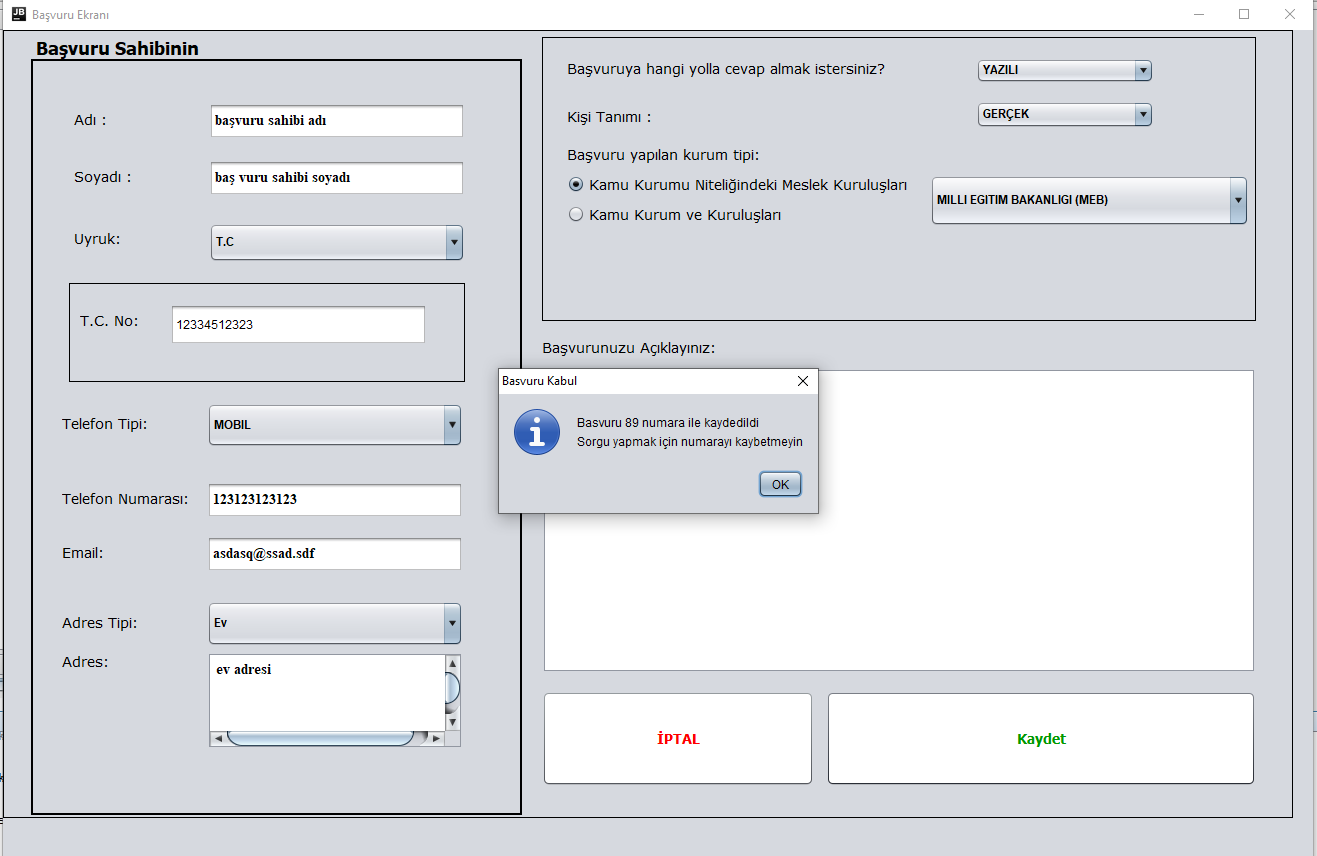 JB Başvuru Ekranı
Başvuru Sahibinin
Adı :
başvuru sahibi adı
Soyadı :
baş vuru sahibi soyadı
Uyruk:
T.C
T.C. No:
12334512323
Telefon Tipi:
MOBIL
Telefon Numarası:
123123123123
Email:
asdasq@ssad.sdf
Adres Tipi:
Ev
Adres:
ev adresi
Başvuruya hangi yolla cevap almak istersiniz?
YAZILI
Kişi Tanımı :
GERÇEK
Başvuru yapılan kurum tipi:
Kamu Kurumu Niteliğindeki Meslek Kuruluşları
Kamu Kurum ve Kuruluşları
MILLI EGITIM BAKANLIGI (MEB)
Başvurunuzu Açıklayınız:
Basvuru Kabul
Basvuru 89 numara ile kaydedildi
Sorgu yapmak için numarayı kaybetmeyin
OK
İPTAL
Kaydet